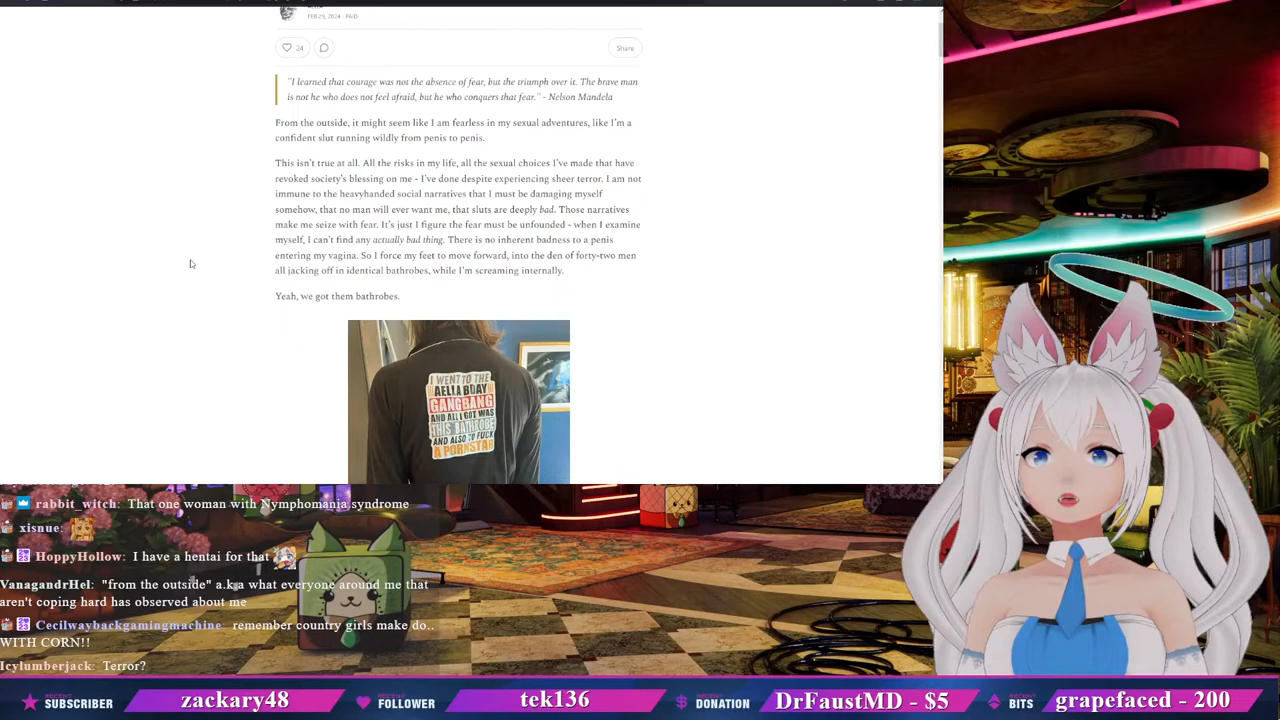 FEB 29, 2024 · PAID
24
Share
"I learned that courage was not the absence of fear, but the triumph over it. The brave man
is not he who does not feel afraid, but he who conquers that fear." - Nelson Mandela
From the outside, it might seem like I am fearless in my sexual adventures, like I'm a
confident slut running wildly from penis to penis.
This isn't true at all. All the risks in my life, all the sexual choices I've made that have
revoked society's blessing on me - I've done despite experiencing sheer terror. I am not
immune to the heavyhanded social narratives that I must be damaging myself
somehow, that no man will ever want me, that sluts are deeply bad. Those narratives
make me seize with fear. It's just I figure the fear must be unfounded - when I examine
myself, I can't find any actually bad thing. There is no inherent badness to a penis
entering my vagina. So I force my feet to move forward, into the den of forty-two men
all jacking off in identical bathrobes, while I'm screaming internally.
Yeah, we got them bathrobes.
I WENT TO THE
AELLA BDAY
GANGBANG
AND ALL I GOT WAS
THIS BATHROBE
AND ALSO TO FUCK
A PORNSTAR
rabbit_witch: That one woman with Nymphomania syndrome
xisnue:
HoppyHollow: I have a hentai for that
VanagandrHel: "from the outside" a.k.a what everyone around me that
aren't coping hard has observed about me
Cecilwaybackgamingmachine: remember country girls make do..
WITH CORN!!
Icylumberjack: Terror?
RECENT
SUBSCRIBER
zackary48
RECENT
FOLLOWER
tek136
RECENT
DONATION
DrFaustMD - $5
RECENT
BITS
grapefaced - 200